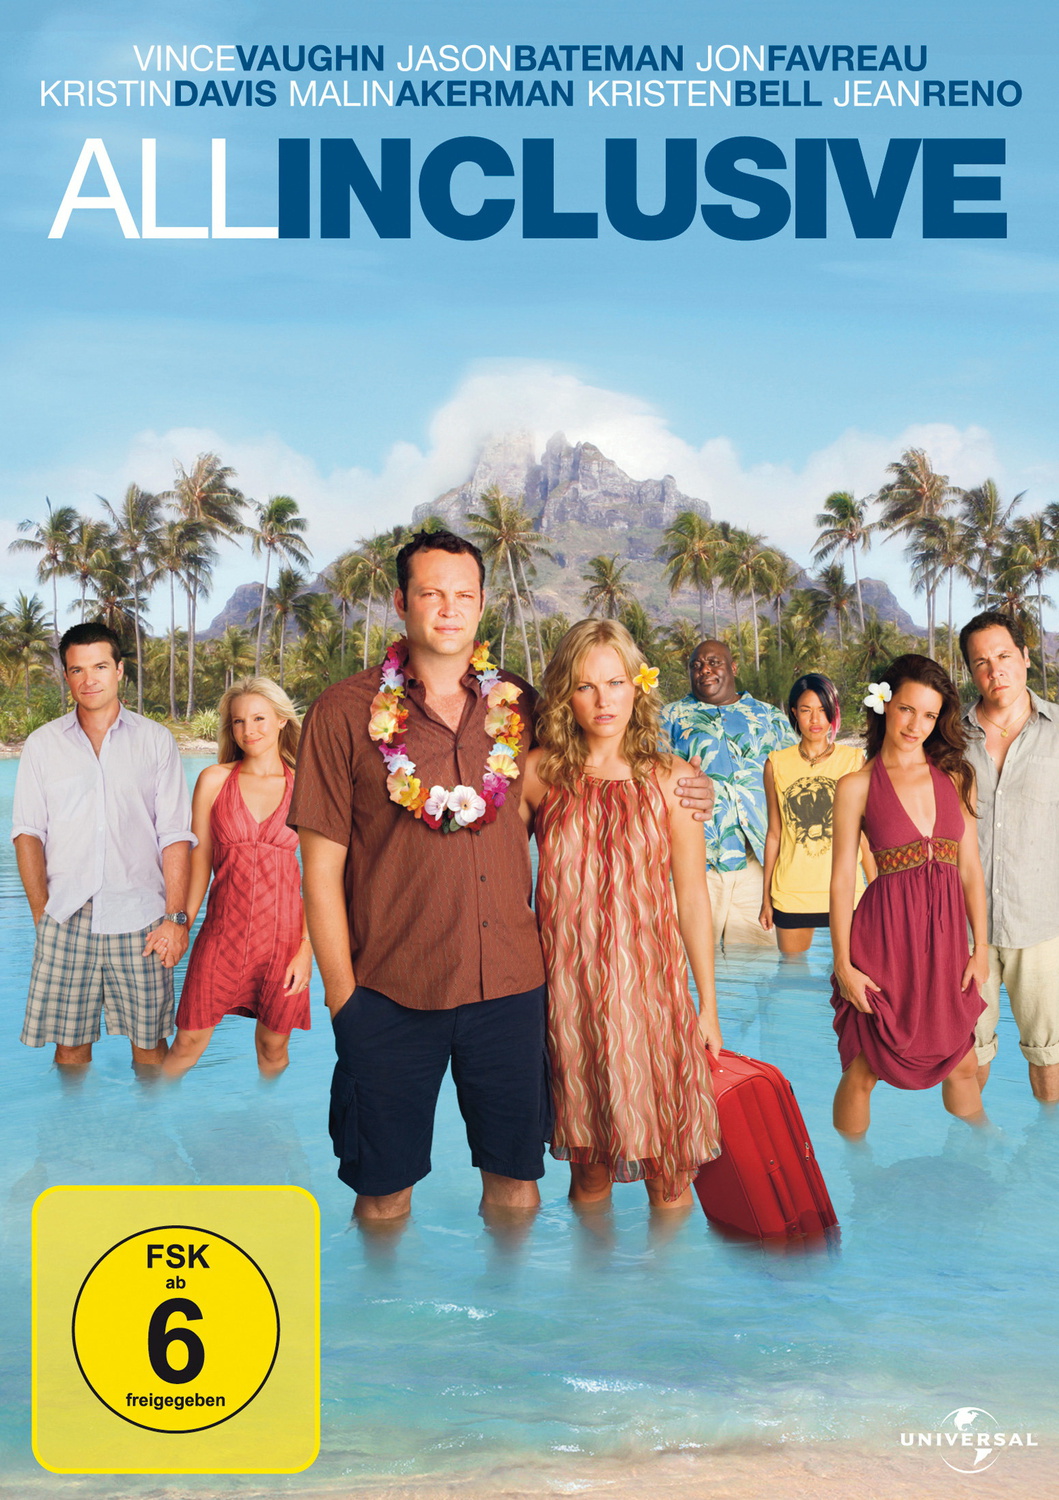 VINCEVAUGHN JASONBATEMAN JONFAVREAU
KRISTINDAVIS MALINAKERMAN KRISTENBELL JEANRENO
ALLINCLUSIVE
FSK
ab
6
freigegeben
UNIVERSAL